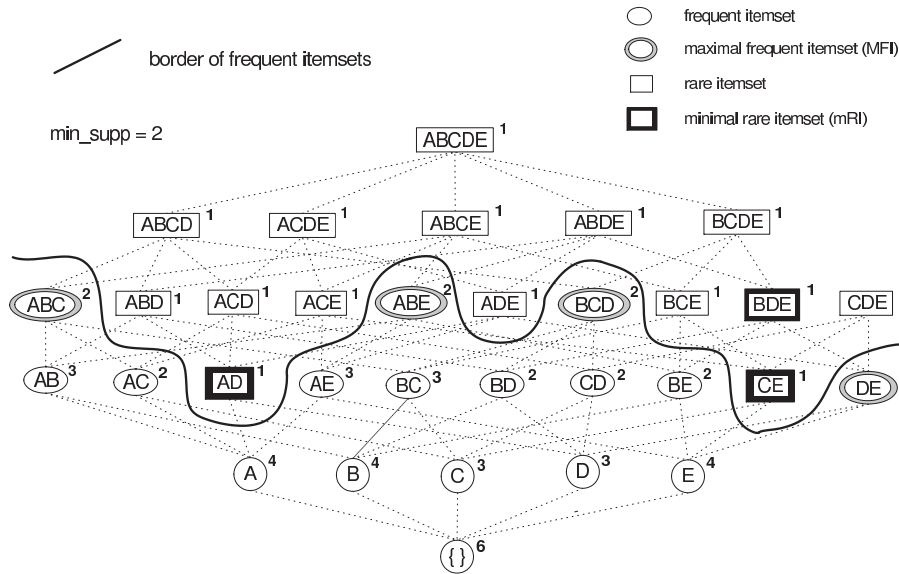 frequent itemset
maximal frequent itemset (MFI)
border of frequent itemsets
rare itemset
min_supp = 2
minimal rare itemset (mRI)
ABCDE 1
ABCD 1 ACDE 1 ABCE 1 ABDE 1 BCDE 1
ABC 2 ABD 1 ACD 1 ACE 1 ABE 2 ADE 1 BCD 2 BCE 1 BDE 1 CDE
AB 3 AC 2 AD 1 AE 3 BC 3 BD 2 CD 2 BE 2 CE 1 DE
A 4 B 4 C 3 D 3 E 4
{ } 6